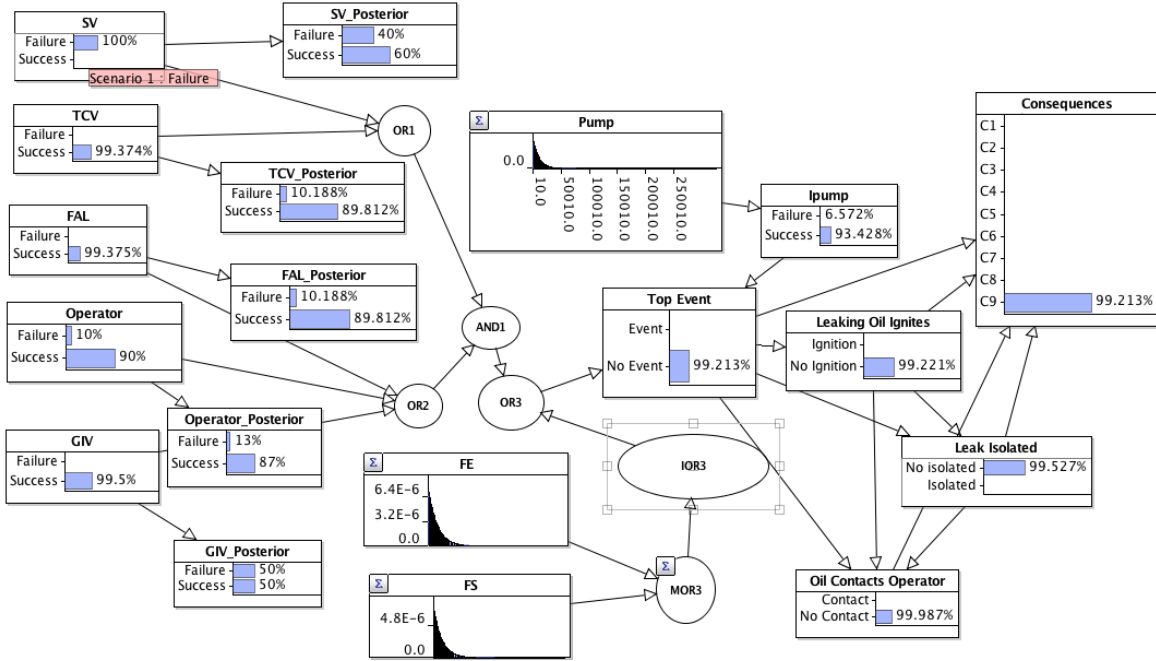 SV
Failure 100%
Success
Scenario 1 : Failure
SV_Posterior
Failure 40%
Success 60%
TCV
Failure
Success 99.374%
OR1
TCV_Posterior
Failure 10.188%
Success 89.812%
FAL
Failure
Success 99.375%
FAL_Posterior
Failure 10.188%
Success 89.812%
Operator
Failure 10%
Success 90%
Operator_Posterior
Failure 13%
Success 87%
GIV
Failure
Success 99.5%
GIV_Posterior
Failure 50%
Success 50%
AND1
OR2
OR3
Σ
Pump
0.0
10.0
50010.0
100010.0
150010.0
200010.0
250010.0
Ipump
Failure 6.572%
Success 93.428%
Top Event
Event
No Event 99.213%
Leaking Oil Ignites
Ignition
No Ignition 99.221%
Consequences
C1
C2
C3
C4
C5
C6
C7
C8
C9 99.213%
Leak Isolated
No isolated 99.527%
Isolated
IOR3
Σ
FE
6.4E-6
3.2E-6
0.0
Σ
FS
4.8E-6
0.0
Σ
MOR3
Oil Contacts Operator
Contact
No Contact 99.987%